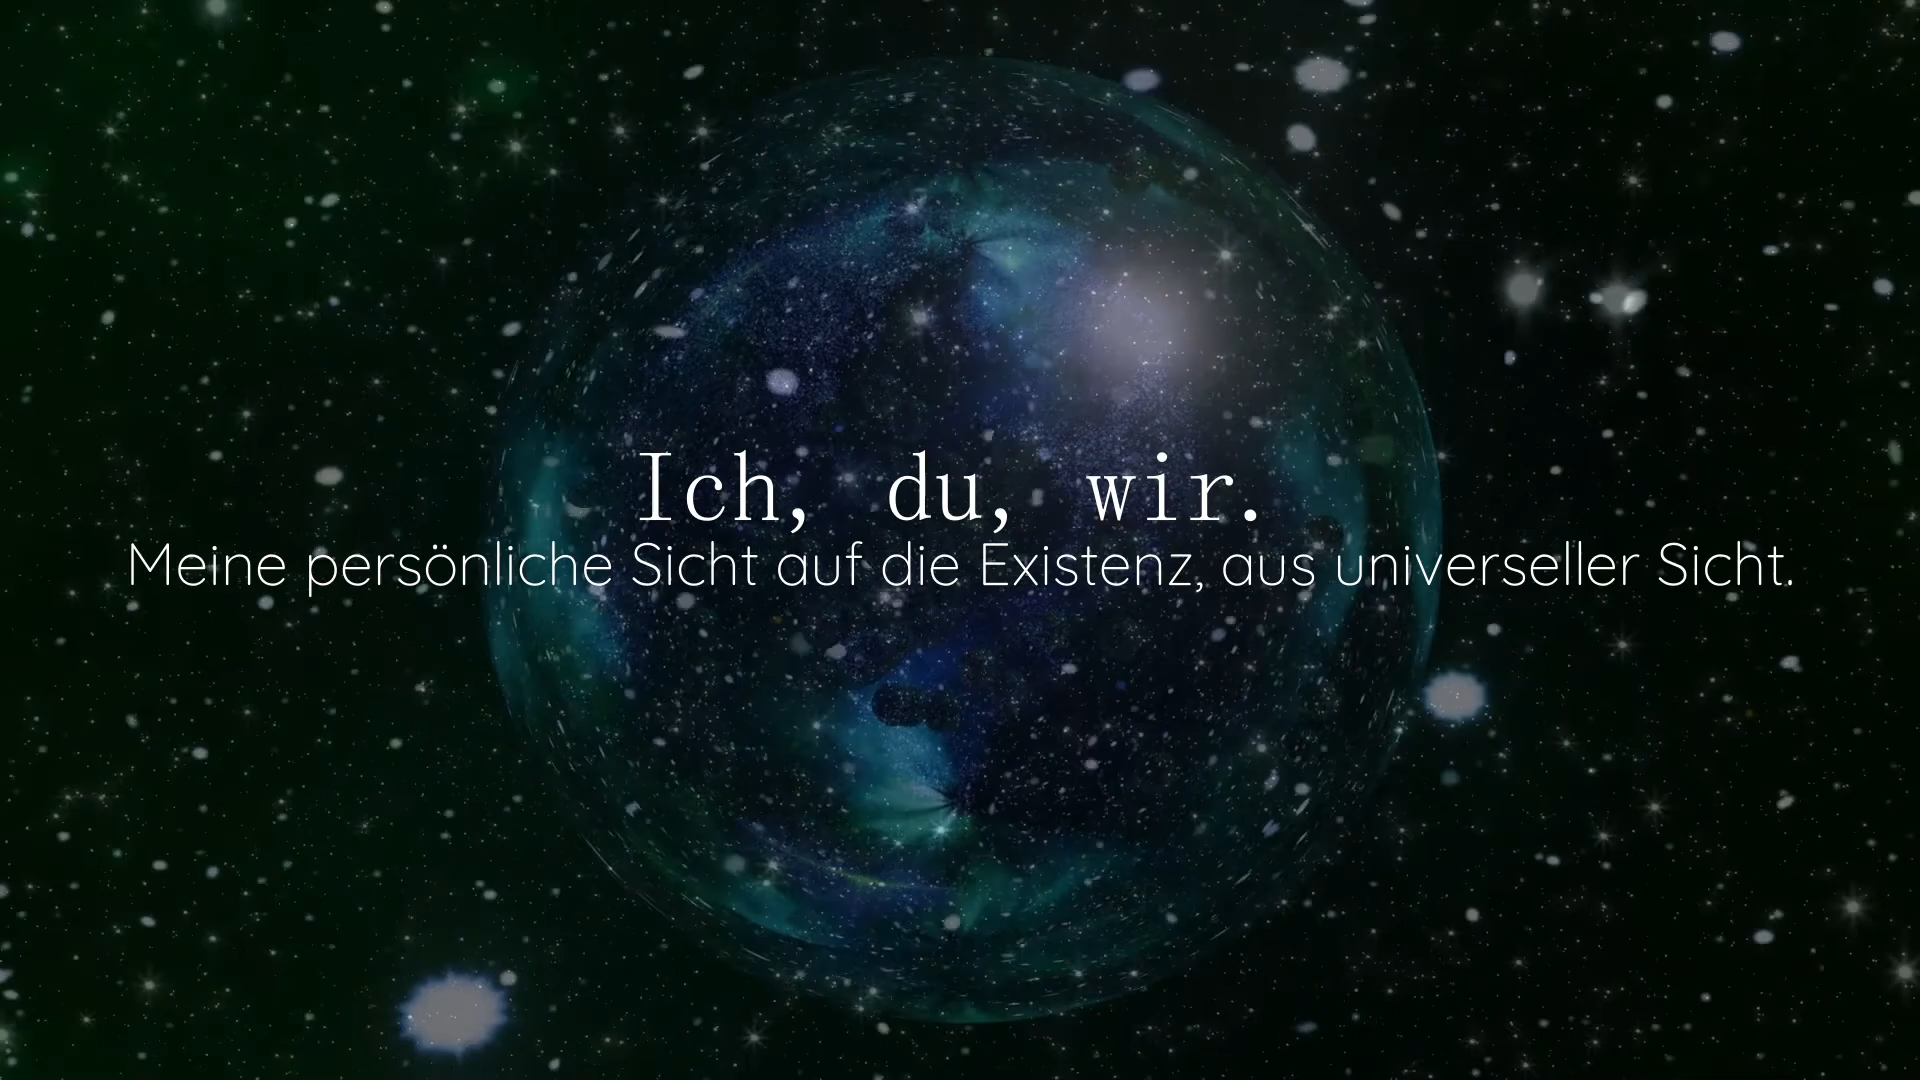 Ich, du, wir.
Meine persönliche Sicht auf die Existenz, aus universeller Sicht.